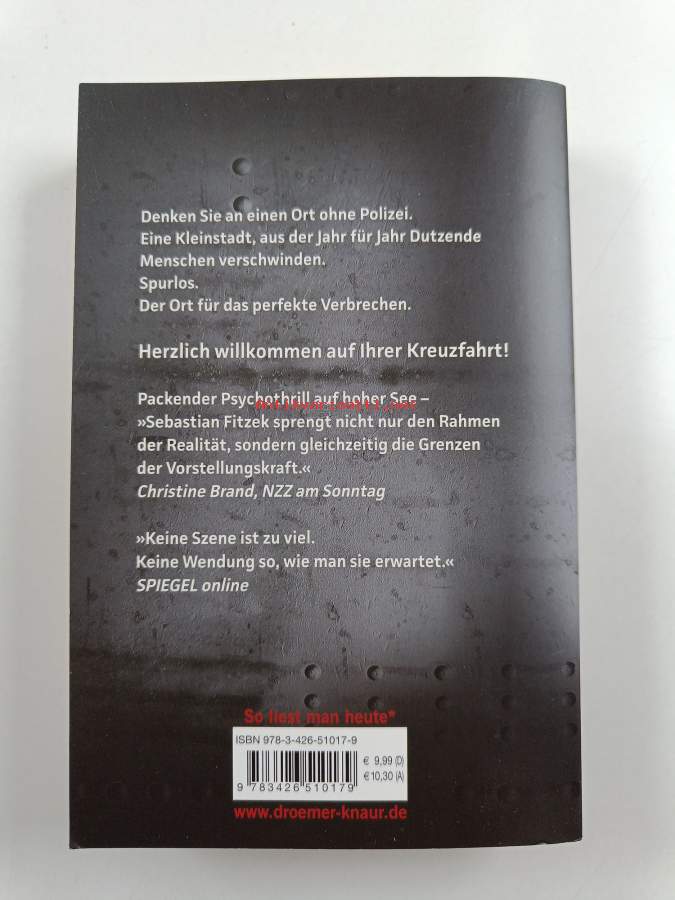 Denken Sie an einen Ort ohne Polizei.
Eine Kleinstadt, aus der Jahr für Jahr Dutzende
Menschen verschwinden.
Spurlos.
Der Ort für das perfekte Verbrechen.
Herzlich willkommen auf Ihrer Kreuzfahrt!
Packender Psychothrill auf hoher See –
»Sebastian Fitzek sprengt nicht nur den Rahmen
der Realität, sondern gleichzeitig die Grenzen
der Vorstellungskraft.«
Christine Brand, NZZ am Sonntag
»Keine Szene ist zu viel.
Keine Wendung so, wie man sie erwartet.«
SPIEGEL online
So liest man heute*
ISBN 978-3-426-51017-9
€ 9,99 (D)
€ 10,30 (A)
9 783426 510179
www.droemer-knaur.de